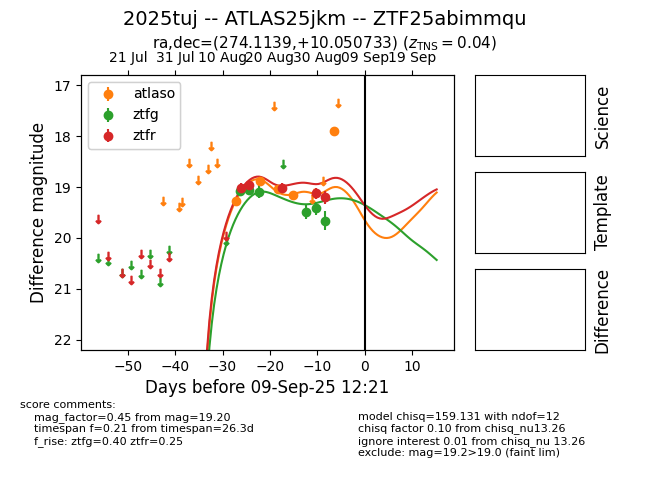 2025tuj -- ATLAS25jkm -- ZTF25abimmqu
ra,dec=(274.1139,+10.050733) (z_TNS = 0.04)
21 Jul 31 Jul 10 Aug 20 Aug 30 Aug 09 Sep 19 Sep
atlaso
ztfg
ztfr
17
18
19
20
21
22
Difference magnitude
−50 −40 −30 −20 −10 0 10
Days before 09-Sep-25 12:21
Science
Template
Difference
score comments:
mag_factor=0.45 from mag=19.20
timespan f=0.21 from timespan=26.3d
f_rise: ztfg=0.40 ztfr=0.25
model chisq=159.131 with ndof=12
chisq factor 0.10 from chisq_nu13.26
ignore interest 0.01 from chisq_nu 13.26
exclude: mag=19.2>19.0 (faint lim)